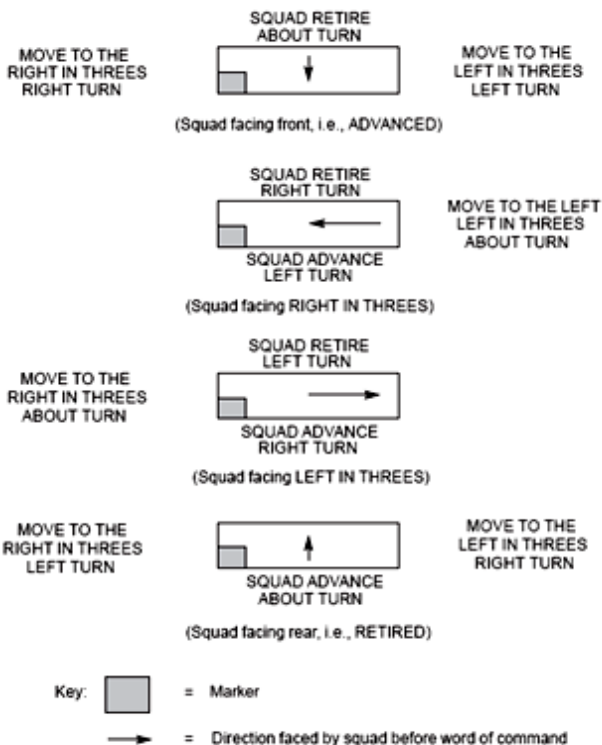 SQUAD RETIRE
ABOUT TURN
MOVE TO THE
RIGHT IN THREES
RIGHT TURN
MOVE TO THE
LEFT IN THREES
LEFT TURN
(Squad facing front, i.e., ADVANCED)
SQUAD RETIRE
RIGHT TURN
MOVE TO THE LEFT
LEFT IN THREES
ABOUT TURN
SQUAD ADVANCE
LEFT TURN
(Squad facing RIGHT IN THREES)
SQUAD RETIRE
LEFT TURN
MOVE TO THE
RIGHT IN THREES
ABOUT TURN
SQUAD ADVANCE
RIGHT TURN
(Squad facing LEFT IN THREES)
MOVE TO THE
RIGHT IN THREES
LEFT TURN
MOVE TO THE
LEFT IN THREES
RIGHT TURN
SQUAD ADVANCE
ABOUT TURN
(Squad facing rear, i.e., RETIRED)
Key: = Marker
= Direction faced by squad before word of command